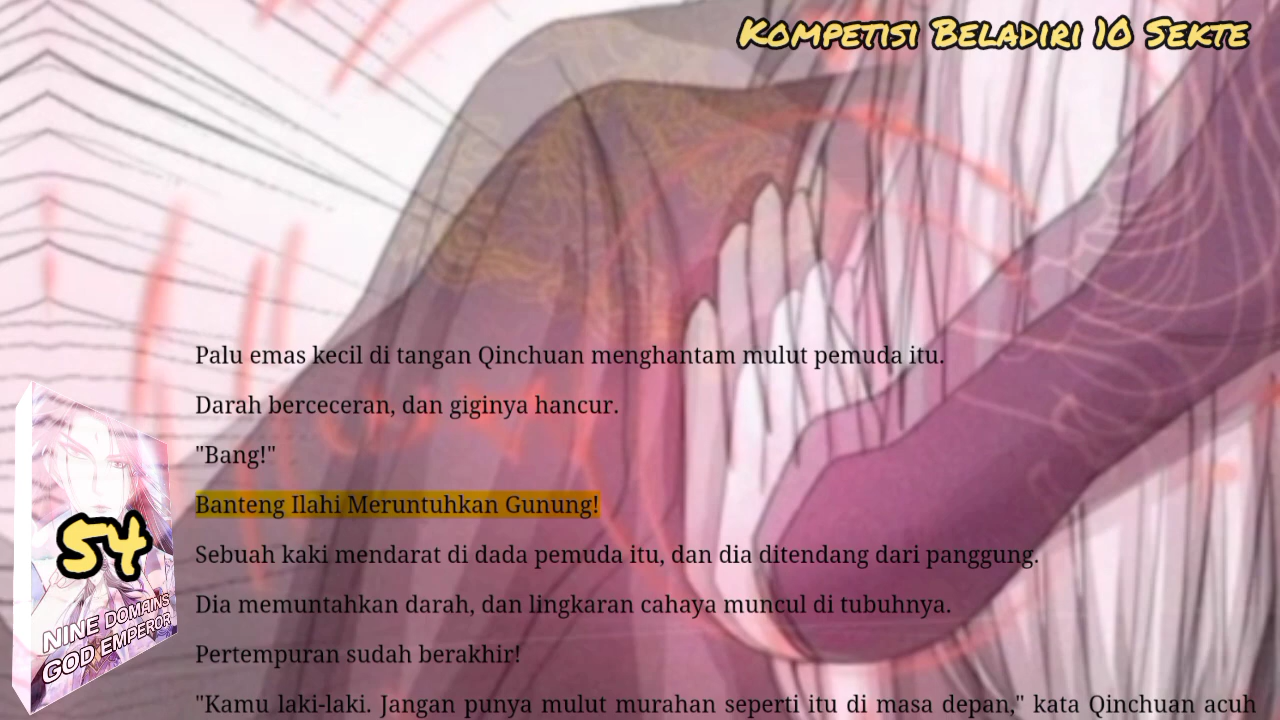 Kompetisi Beladiri 10 Sekte
Palu emas kecil di tangan Qinchuan menghantam mulut pemuda itu.
Darah berceceran, dan giginya hancur.
"Bang!"
Banteng Ilahi Meruntuhkan Gunung!
Sebuah kaki mendarat di dada pemuda itu, dan dia ditendang dari panggung.
Dia memuntahkan darah, dan lingkaran cahaya muncul di tubuhnya.
Pertempuran sudah berakhir!
"Kamu laki-laki. Jangan punya mulut murahan seperti itu di masa depan," kata Qinchuan acuh
54
NINE DOMAINS
GOD EMPEROR